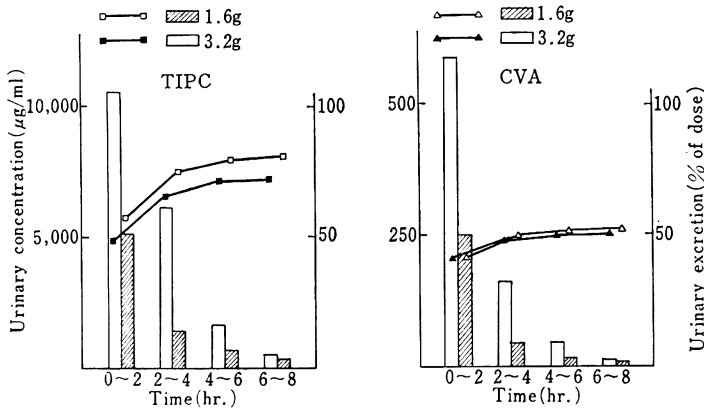 1.6g
3.2g
TIPC
Urinary concentration(μg/ml)
10,000
5,000
100
50
0~2 2~4 4~6 6~8
Time(hr.)
1.6g
3.2g
CVA
500
250
100
50
Urinary excretion(% of dose)
0~2 2~4 4~6 6~8
Time(hr.)